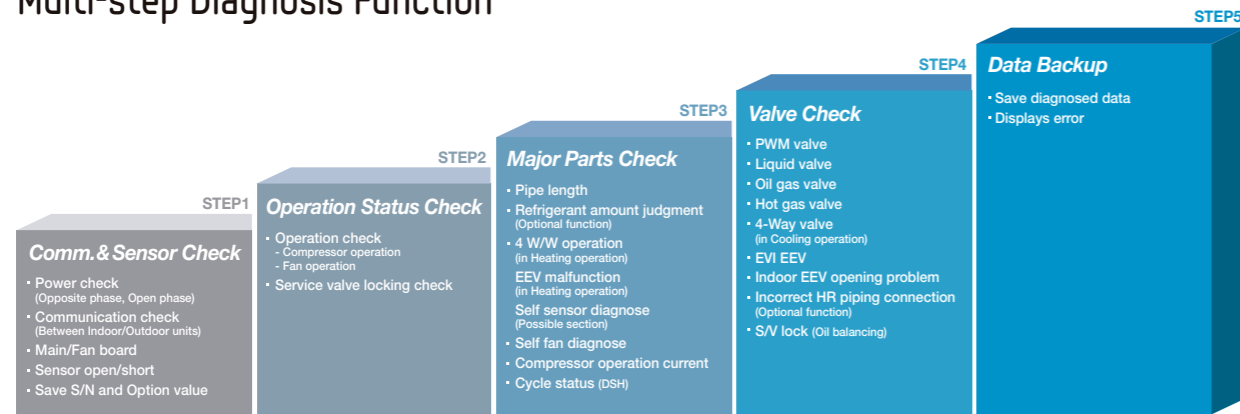 Multi-step Diagnosis Function
STEP1
Comm.&Sensor Check
· Power check
(Opposite phase, Open phase)
· Communication check
(Between Indoor/Outdoor units)
· Main/Fan board
· Sensor open/short
· Save S/N and Option value
STEP2
Operation Status Check
· Operation check
- Compressor operation
- Fan operation
· Service valve locking check
STEP3
Major Parts Check
· Pipe length
· Refrigerant amount judgment
(Optional function)
· 4 W/W operation
(in Heating operation)
EEV malfunction
(in Heating operation)
Self sensor diagnose
(Possible section)
· Self fan diagnose
· Compressor operation current
· Cycle status (DSH)
STEP4
Valve Check
· PWM valve
· Liquid valve
· Oil gas valve
· Hot gas valve
· 4-Way valve
(in Cooling operation)
· EVI EEV
· Indoor EEV opening problem
· Incorrect HR piping connection
(Optional function)
· S/V lock (Oil balancing)
STEP5
Data Backup
· Save diagnosed data
· Displays error